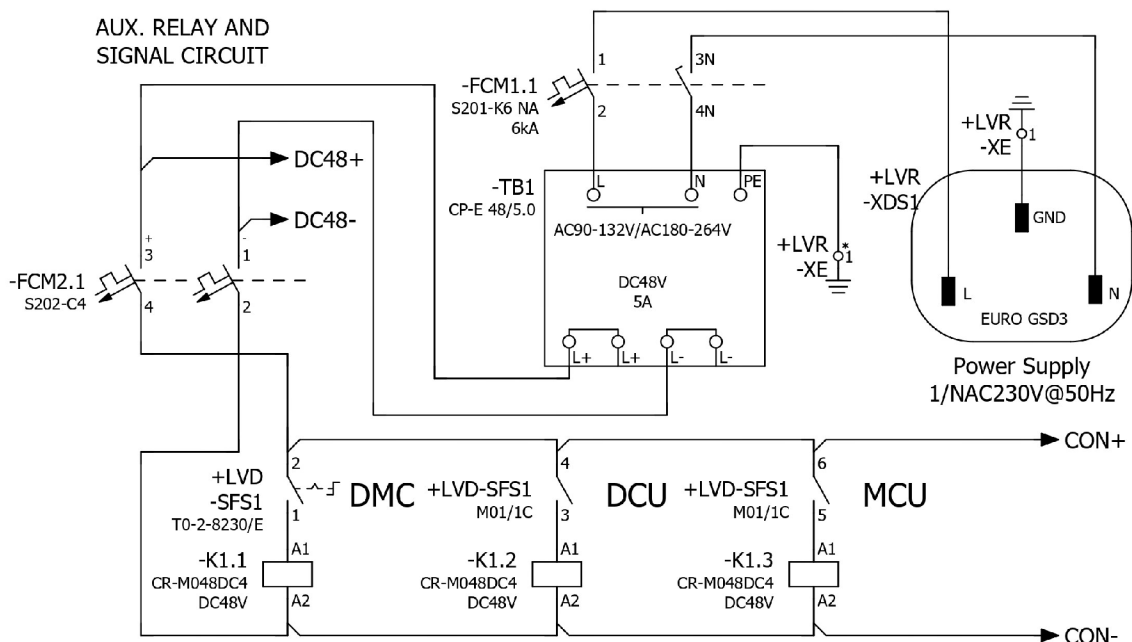 AUX. RELAY AND
SIGNAL CIRCUIT
1
3N
-FCM1.1
S201-K6 NA
6kA
2
4N
+LVR
-XE
1
DC48+
DC48-
-TB1
CP-E 48/5.0
L
N
PE
AC90-132V/AC180-264V
DC48V
5A
L+
L+
L-
L-
+LVR
-XDS1
GND
L
N
EURO GSD3
+LVR
-XE
*
1
Power Supply
1/NAC230V@50Hz
+
3
-
1
-FCM2.1
S202-C4
4
2
CON+
2
4
6
+LVD
-SFS1
T0-2-8230/E
1
DMC
+LVD-SFS1
M01/1C
3
DCU
+LVD-SFS1
M01/1C
5
MCU
-K1.1
CR-M048DC4
DC48V
A1
A2
-K1.2
CR-M048DC4
DC48V
A1
A2
-K1.3
CR-M048DC4
DC48V
A1
A2
CON-